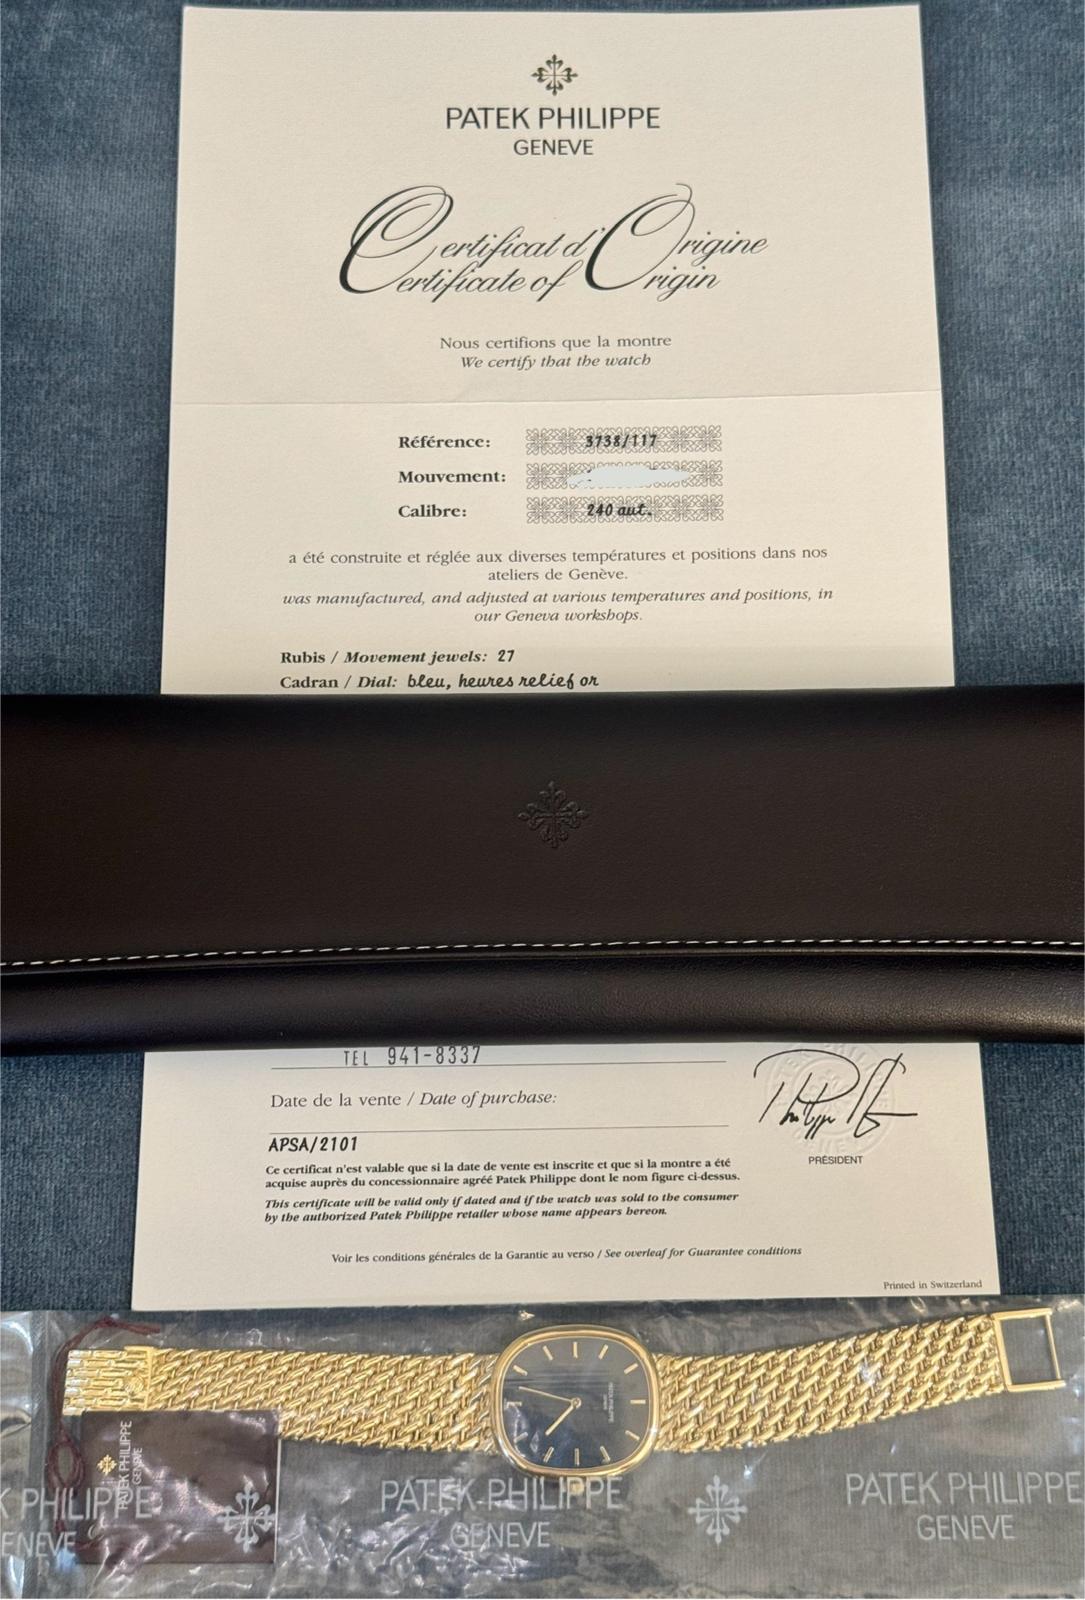 PATEK PHILIPPE
GENEVE
Certificat d'Origine
Certificate of Origin
Nous certifions que la montre
We certify that the watch
Référence: 3738/117
Mouvement:
Calibre: 240 aut.
a été construite et réglée aux diverses températures et positions dans nos
ateliers de Genève.
was manufactured, and adjusted at various temperatures and positions, in
our Geneva workshops.
Rubis / Movement jewels: 27
Cadran / Dial: bleu, heures relief or
TEL 941-8337
Date de la vente / Date of purchase:
APSA/2101
PRÉSIDENT
Ce certificat n'est valable que si la date de vente est inscrite et que si la montre a été
acquise auprès du concessionnaire agréé Patek Philippe dont le nom figure ci-dessus.
This certificate will be valid only if dated and if the watch was sold to the consumer
by the authorized Patek Philippe retailer whose name appears hereon.
Voir les conditions générales de la Garantie au verso / See overleaf for Guarantee conditions
Printed in Switzerland
PATEK PHILIPPE
GENEVE
PATEK PHILIPPE
GENEVE
K PHILIPPE
ENEVE
PATEK PHILIPPE
GENEVE
PATEK PHILIPPE
GENEVE